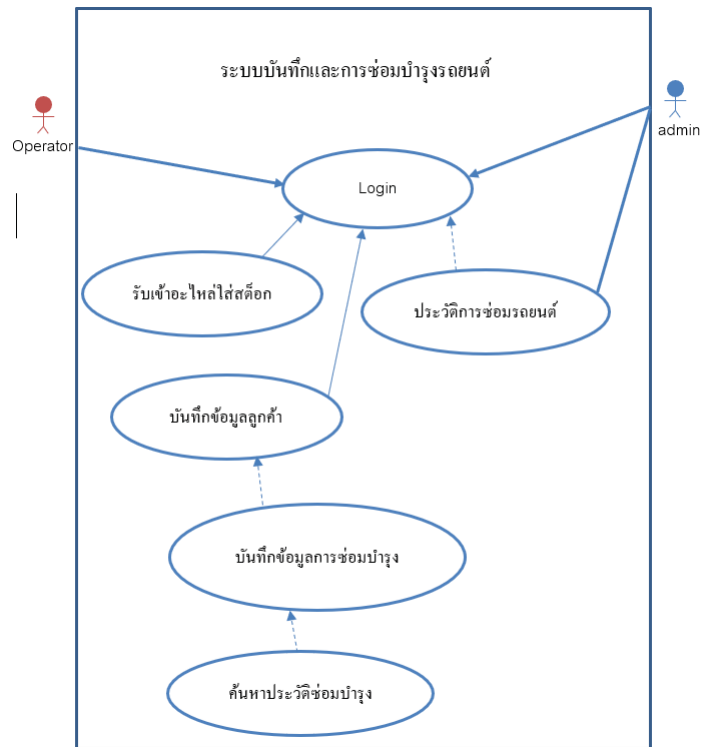 ระบบบันทึกและการซ่อมบำรุงรถยนต์
Operator
admin
Login
รับเข้าอะไหล่ใส่สต็อก
ประวัติการซ่อมรถยนต์
บันทึกข้อมูลลูกค้า
บันทึกข้อมูลการซ่อมบำรุง
ค้นหาประวัติซ่อมบำรุง